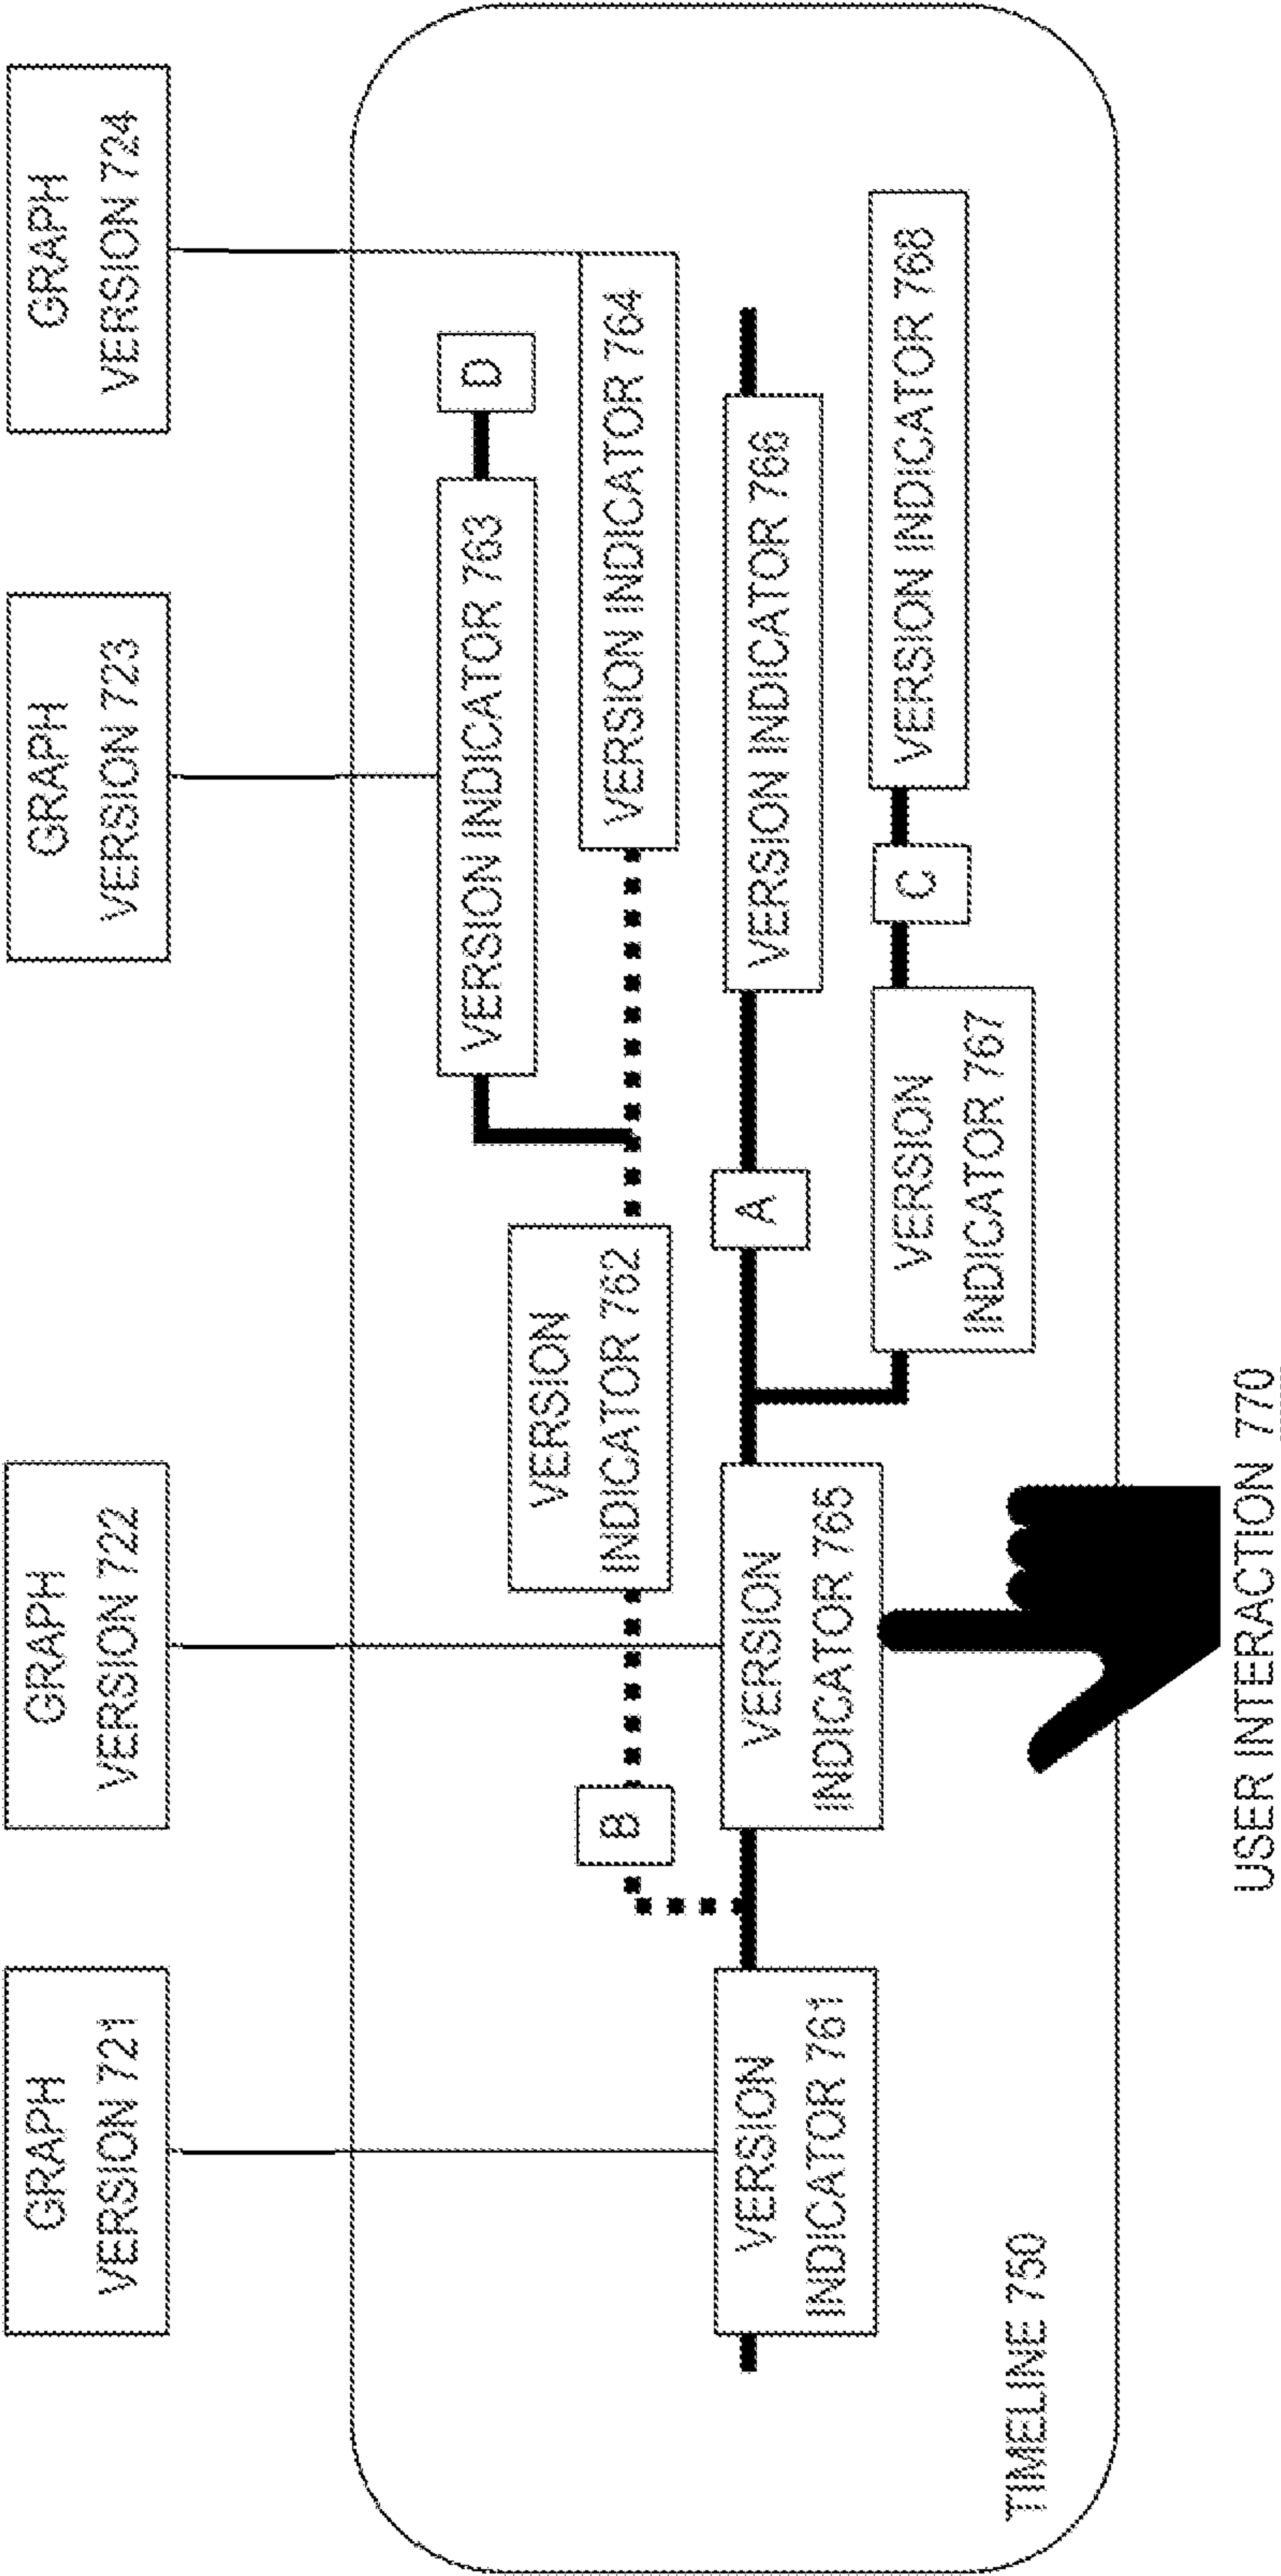 GRAPH
VERSION 721
GRAPH
VERSION 722
GRAPH
VERSION 723
GRAPH
VERSION 724
VERSION INDICATOR 763
D
B
VERSION
INDICATOR 762
VERSION INDICATOR 764
VERSION
INDICATOR 761
VERSION
INDICATOR 765
A
VERSION INDICATOR 766
VERSION
INDICATOR 767
C
VERSION INDICATOR 768
TIMELINE 750
USER INTERACTION 770